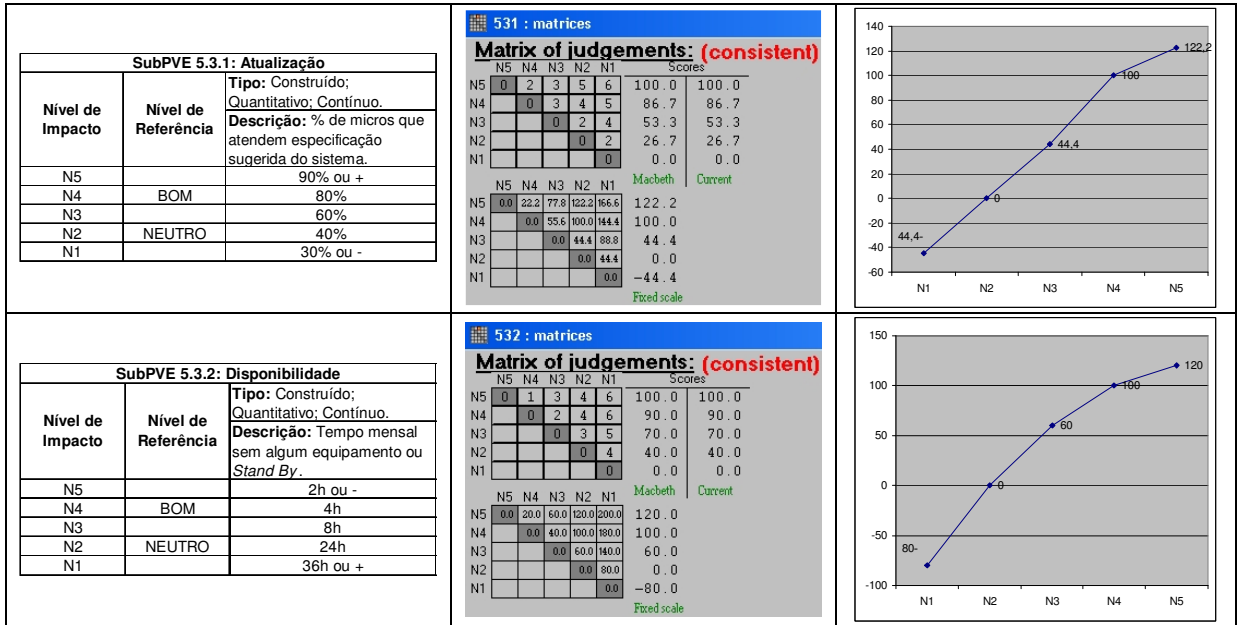 SubPVE 5.3.1: Atualização
Nível de Impacto
Nível de Referência
Tipo: Construído;
Quantitativo; Contínuo.
Descrição: % de micros que
atendem especificação
sugerida do sistema.
N5 90% ou +
N4 BOM 80%
N3 60%
N2 NEUTRO 40%
N1 30% ou -
531 : matrices
Matrix of judgements: (consistent)
N5 N4 N3 N2 N1 Scores
N5 0 2 3 5 6 100.0 100.0
N4 0 3 4 5 86.7 86.7
N3 0 2 4 53.3 53.3
N2 0 2 26.7 26.7
N1 0 0.0 0.0
Macbeth Current
N5 N4 N3 N2 N1
N5 0.0 22.2 77.8 122.2 166.6 122.2
N4 0.0 55.6 100.0 144.4 100.0
N3 0.0 44.4 88.8 44.4
N2 0.0 44.4 0.0
N1 0.0 -44.4
Fixed scale
140
120
100
80
60
40
20
0
-20
-40
-60
44,4-
0
44,4
100
122,2
N1 N2 N3 N4 N5
SubPVE 5.3.2: Disponibilidade
Nível de Impacto
Nível de Referência
Tipo: Construído;
Quantitativo; Contínuo.
Descrição: Tempo mensal
sem algum equipamento ou
Stand By.
N5 2h ou -
N4 BOM 4h
N3 8h
N2 NEUTRO 24h
N1 36h ou +
532 : matrices
Matrix of judgements: (consistent)
N5 N4 N3 N2 N1 Scores
N5 0 1 3 4 6 100.0 100.0
N4 0 2 4 6 90.0 90.0
N3 0 3 5 70.0 70.0
N2 0 4 40.0 40.0
N1 0 0.0 0.0
Macbeth Current
N5 N4 N3 N2 N1
N5 0.0 20.0 60.0 120.0 200.0 120.0
N4 0.0 40.0 100.0 180.0 100.0
N3 0.0 60.0 140.0 60.0
N2 0.0 80.0 0.0
N1 0.0 -80.0
Fixed scale
150
100
50
0
-50
-100
80-
0
60
100
120
N1 N2 N3 N4 N5